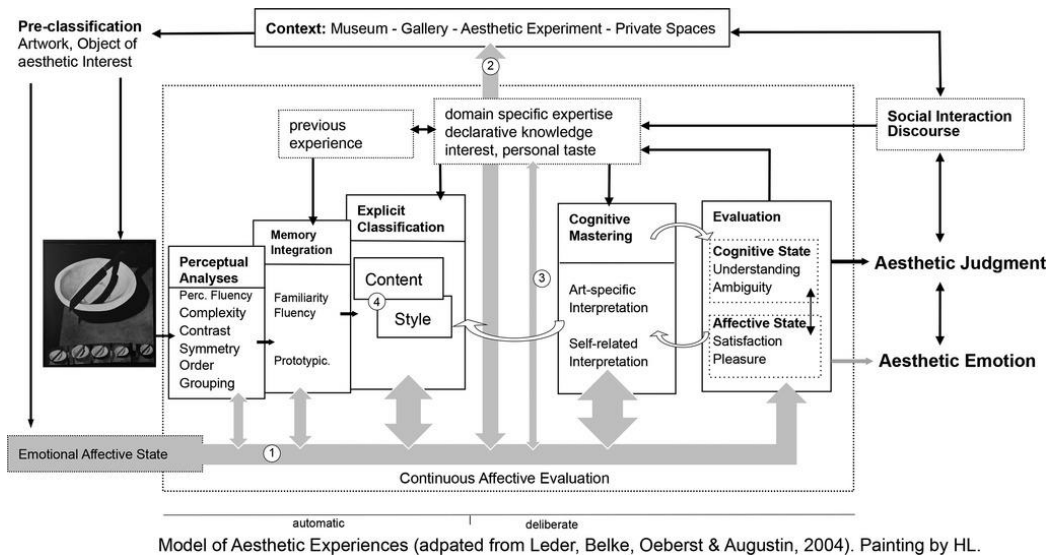 Pre-classification
Artwork, Object of
aesthetic Interest
Context: Museum - Gallery - Aesthetic Experiment - Private Spaces
2
previous
experience
domain specific expertise
declarative knowledge
interest, personal taste
Social Interaction
Discourse
Perceptual
Analyses
Perc. Fluency
Complexity
Contrast
Symmetry
Order
Grouping
Memory
Integration
Familiarity
Fluency
Prototypic.
Explicit
Classification
Content
4
Style
3
Cognitive
Mastering
Art-specific
Interpretation
Self-related
Interpretation
Evaluation
Cognitive State
Understanding
Ambiguity
Affective State
Satisfaction
Pleasure
Aesthetic Judgment
Aesthetic Emotion
Emotional Affective State
1
Continuous Affective Evaluation
automatic
deliberate
Model of Aesthetic Experiences (adpated from Leder, Belke, Oeberst & Augustin, 2004). Painting by HL.